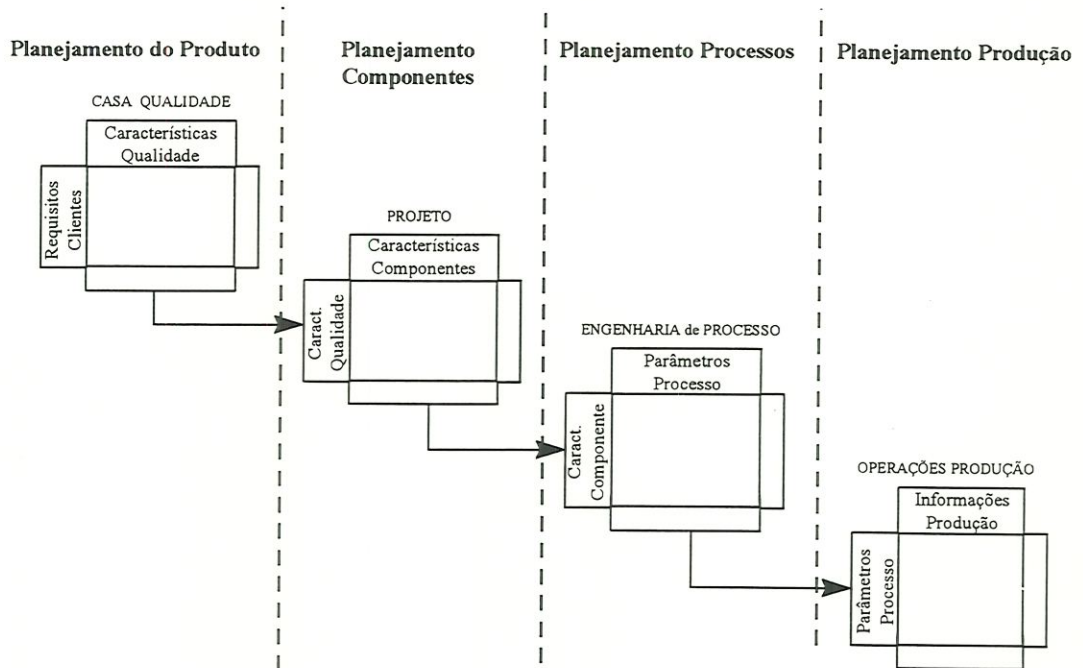 Planejamento do Produto
Planejamento
Componentes
Planejamento Processos
Planejamento Produção
CASA QUALIDADE
Características
Qualidade
Requisitos
Clientes
PROJETO
Características
Componentes
Caract.
Qualidade
ENGENHARIA de PROCESSO
Parâmetros
Processo
Caract.
Componente
OPERAÇÕES PRODUÇÃO
Informações
Produção
Parâmetros
Processo